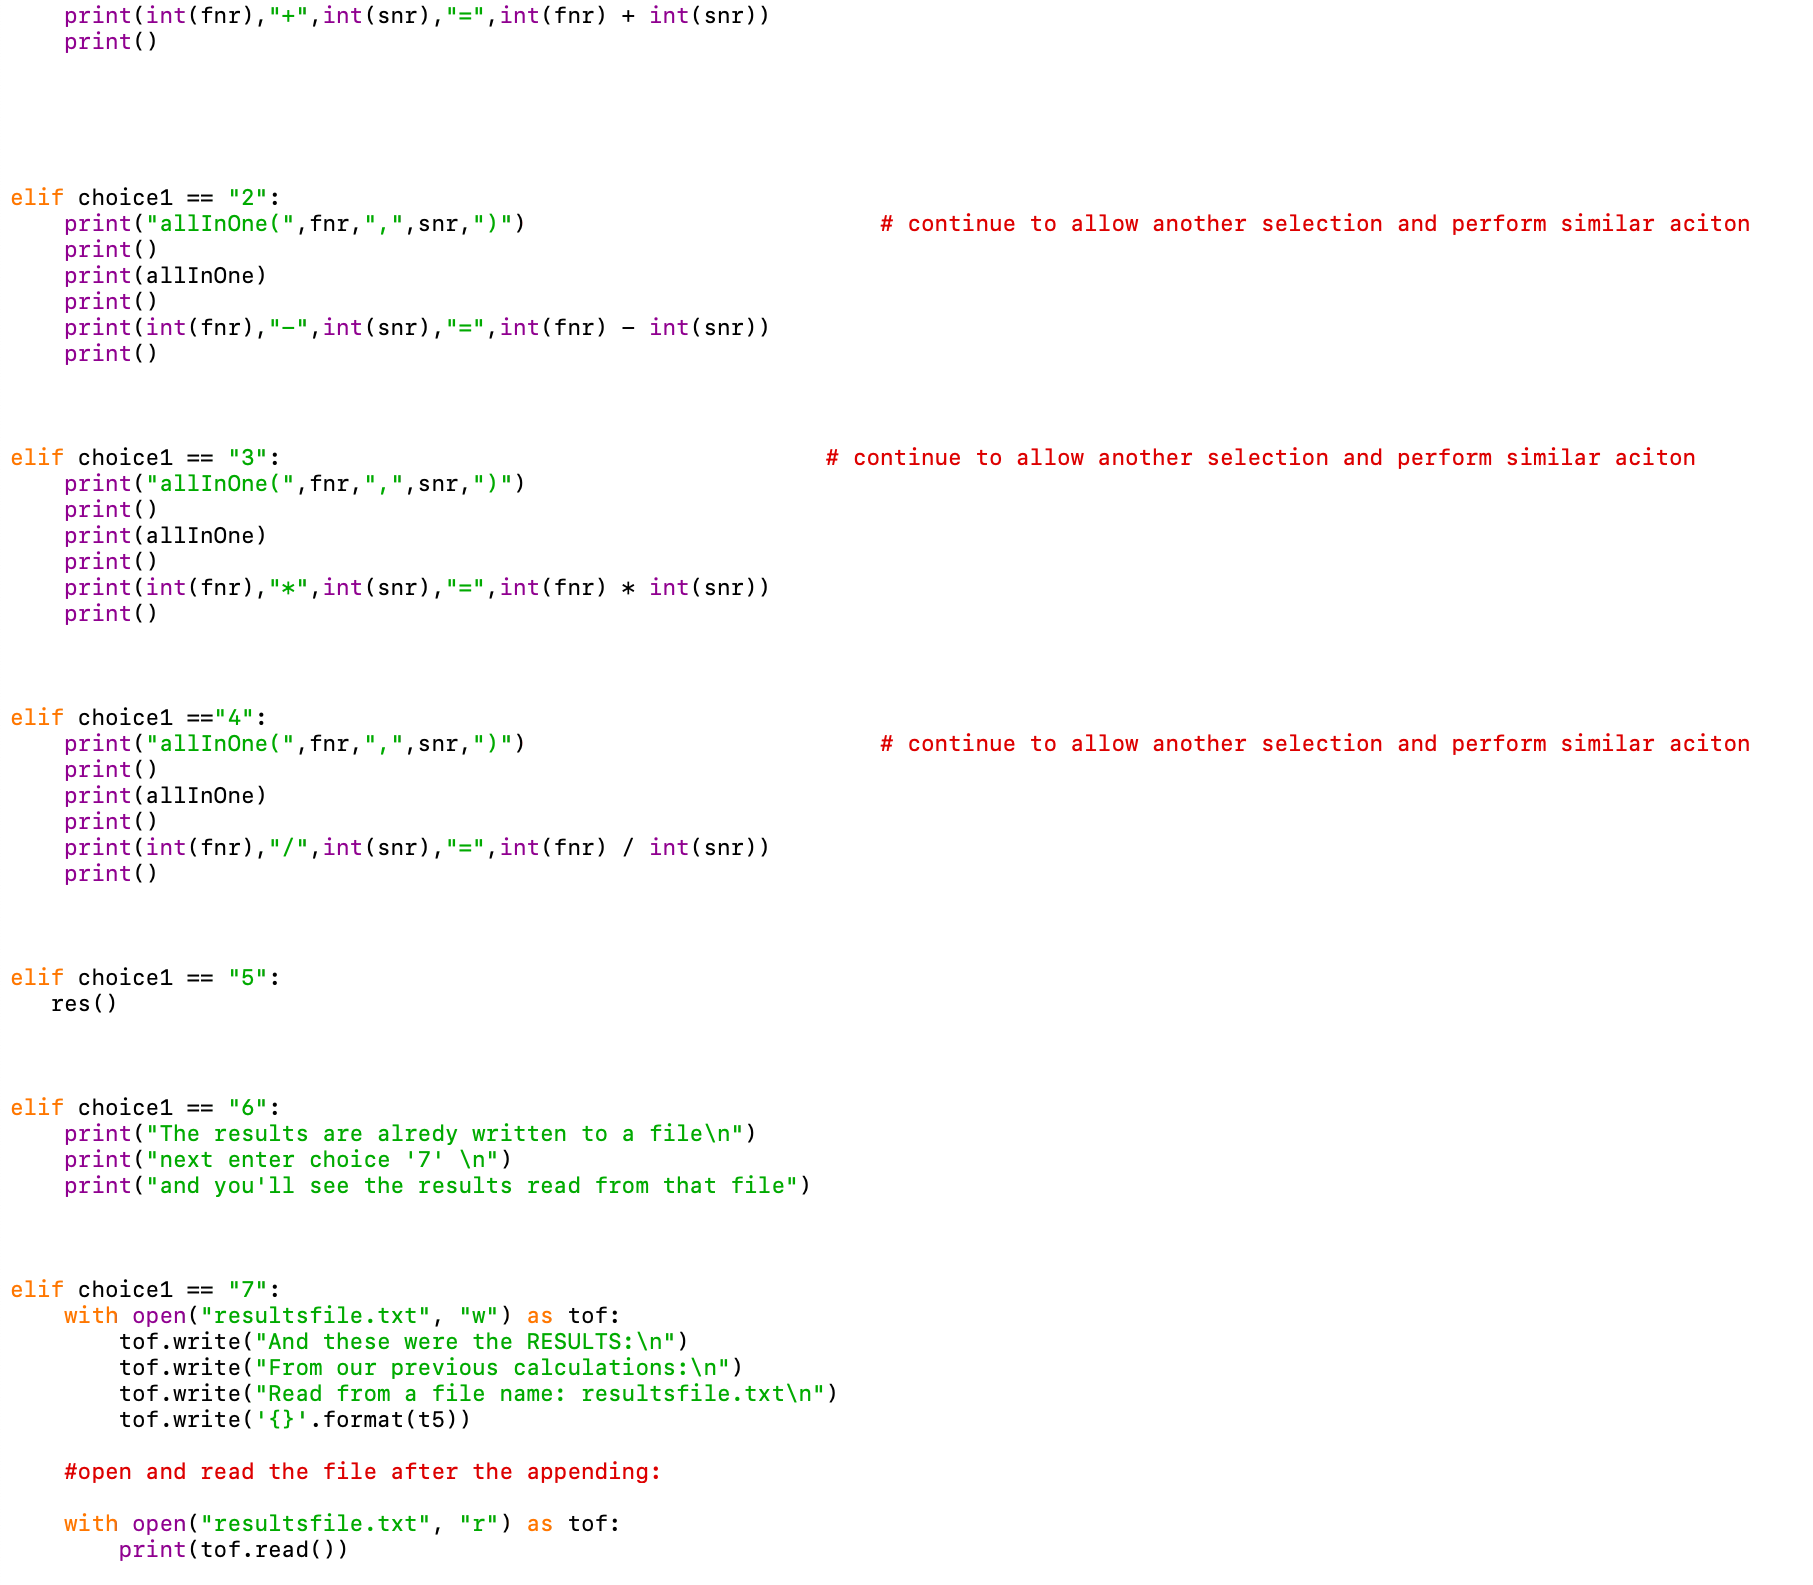 print(int(fnr),"+",int(snr),"=",int(fnr) + int(snr))
    print()
elif choice1 == "2":
    print("allInOne(",fnr,",",snr,")")                          # continue to allow another selection and perform similar aciton
    print()
    print(allInOne)
    print()
    print(int(fnr),"-",int(snr),"=",int(fnr) - int(snr))
    print()
elif choice1 == "3":                                        # continue to allow another selection and perform similar aciton
    print("allInOne(",fnr,",",snr,")")
    print()
    print(allInOne)
    print()
    print(int(fnr),"*",int(snr),"=",int(fnr) * int(snr))
    print()
elif choice1 =="4":
    print("allInOne(",fnr,",",snr,")")                          # continue to allow another selection and perform similar aciton
    print()
    print(allInOne)
    print()
    print(int(fnr),"/",int(snr),"=",int(fnr) / int(snr))
    print()
elif choice1 == "5":
   res()
elif choice1 == "6":
    print("The results are alredy written to a file\n")
    print("next enter choice '7' \n")
    print("and you'll see the results read from that file")
elif choice1 == "7":
    with open("resultsfile.txt", "w") as tof:
        tof.write("And these were the RESULTS:\n")
        tof.write("From our previous calculations:\n")
        tof.write("Read from a file name: resultsfile.txt\n")
        tof.write('{}'.format(t5))
    #open and read the file after the appending:
    with open("resultsfile.txt", "r") as tof:
        print(tof.read())